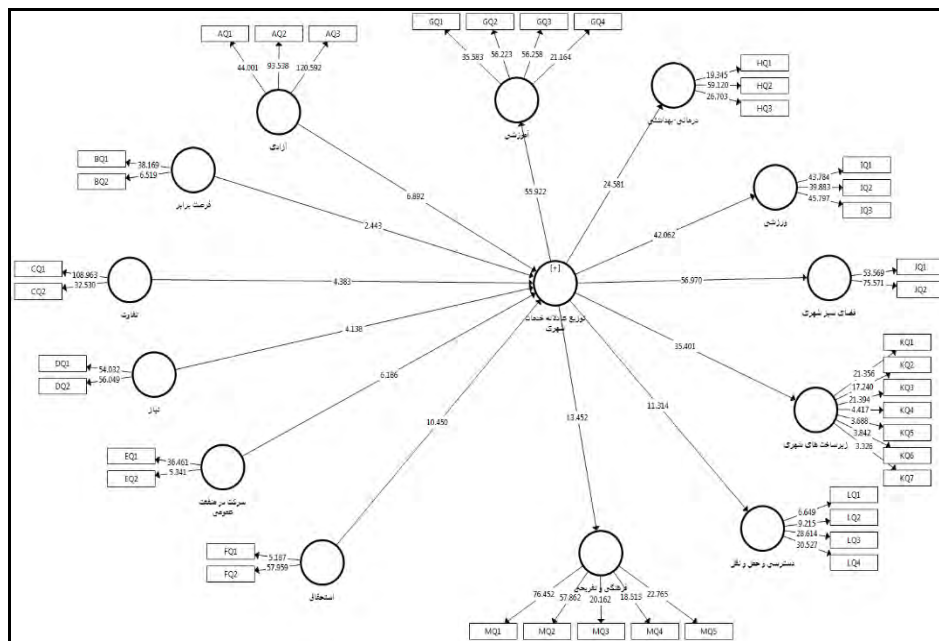 GQ1 GQ2 GQ3 GQ4
AQ1 AQ2 AQ3
35.583 56.223 56.258 21.164
44.001 93.538 120.592
آموزشی
آزادی
HQ1
HQ2
HQ3
19.345
59.120
26.703
درمانی-بهداشتی
BQ1
BQ2
38.169
6.519
فرصت برابر
6.892
55.922
24.581
IQ1
IQ2
IQ3
43.784
39.883
45.797
ورزشی
2.443
42.062
CQ1
CQ2
108.963
32.530
تفاوت
4.383
[+]
توزیع عادلانه خدمات
شهری
56.970
JQ1
JQ2
53.569
75.571
فضای سبز شهری
DQ1
DQ2
54.032
56.049
نیاز
4.138
35.401
KQ1
KQ2
KQ3
KQ4
KQ5
KQ6
KQ7
21.356
17.240
21.394
4.417
3.688
3.842
3.326
زیرساخت های شهری
EQ1
EQ2
36.461
5.341
منفعت
عمومی
6.186
10.450
13.452
11.314
LQ1
LQ2
LQ3
LQ4
6.649
9.215
28.614
30.527
دسترسی و حمل و نقل
FQ1
FQ2
5.187
57.959
استحقاق
فرهنگی و تفریحی
76.452 57.862 20.162 18.513 22.765
MQ1 MQ2 MQ3 MQ4 MQ5